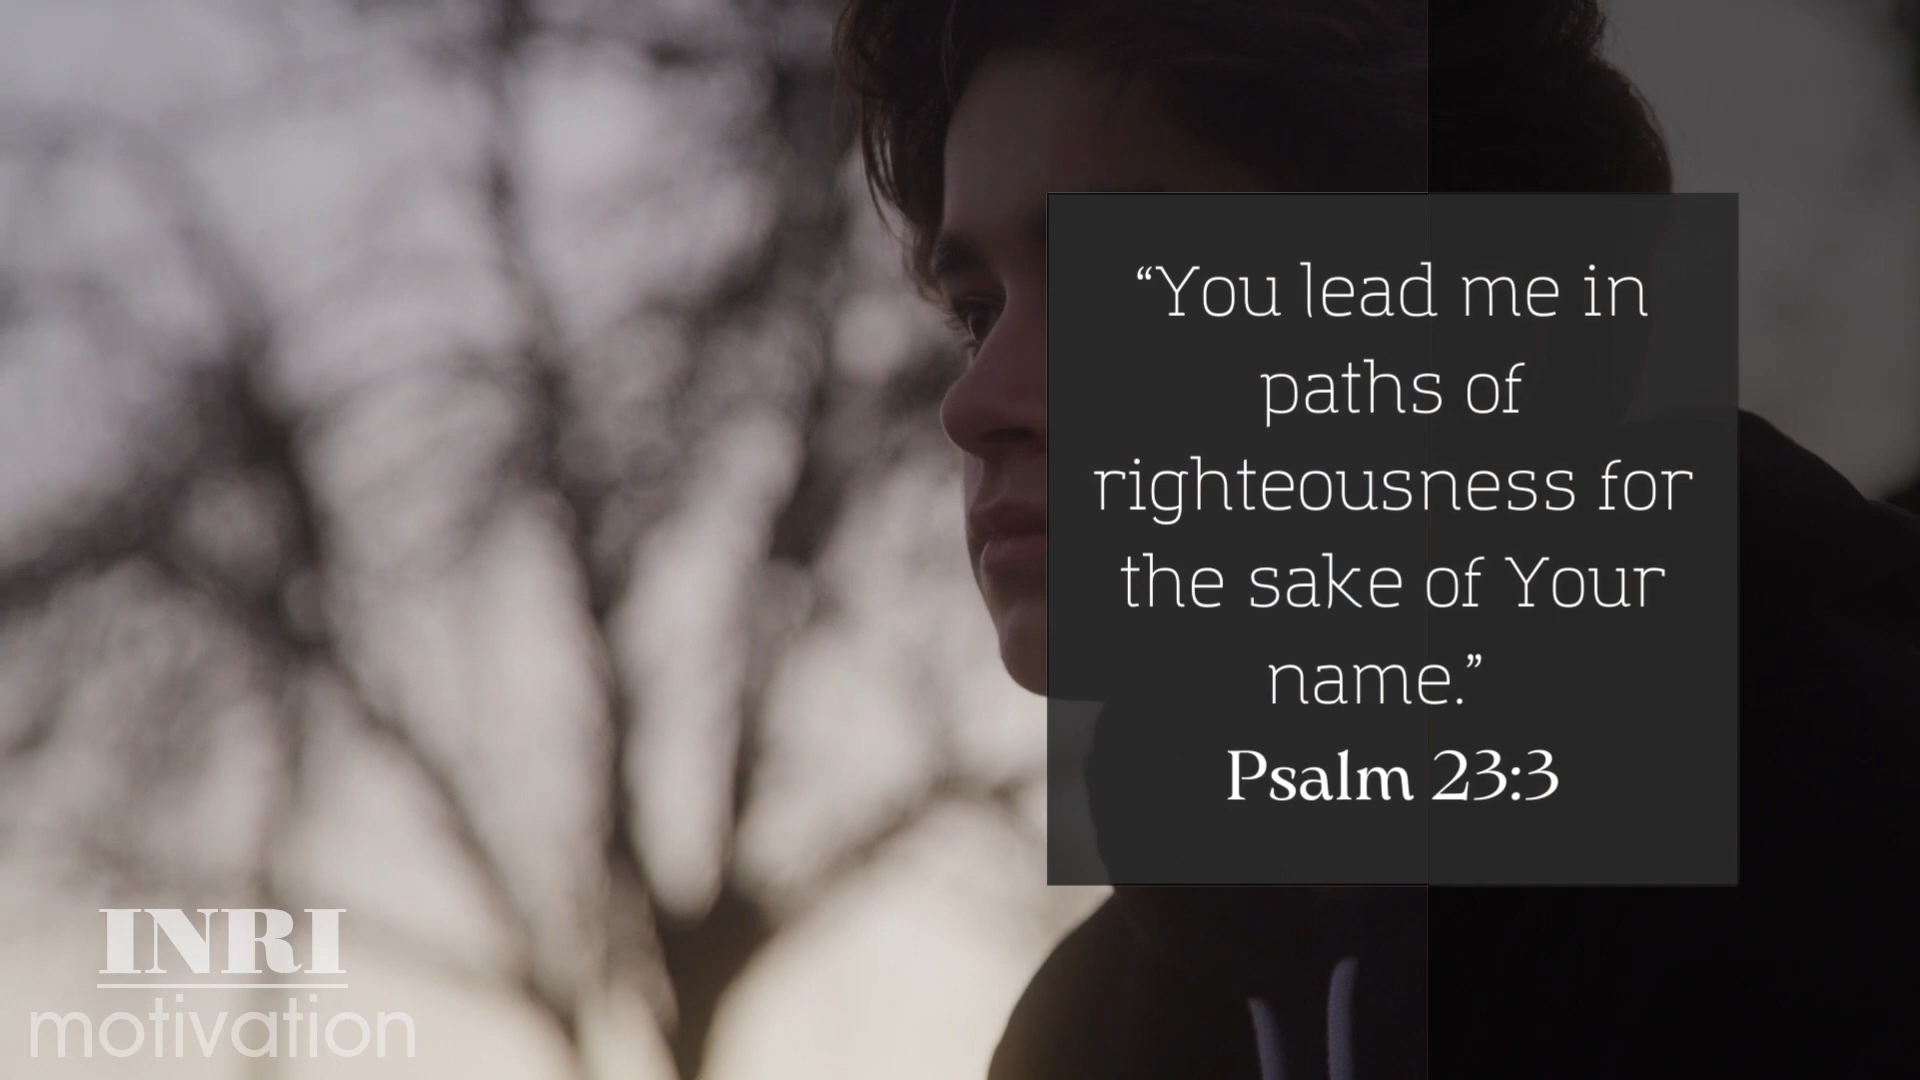 “You lead me in
paths of
righteousness for
the sake of Your
name.”
Psalm 23:3
INRI
motivation